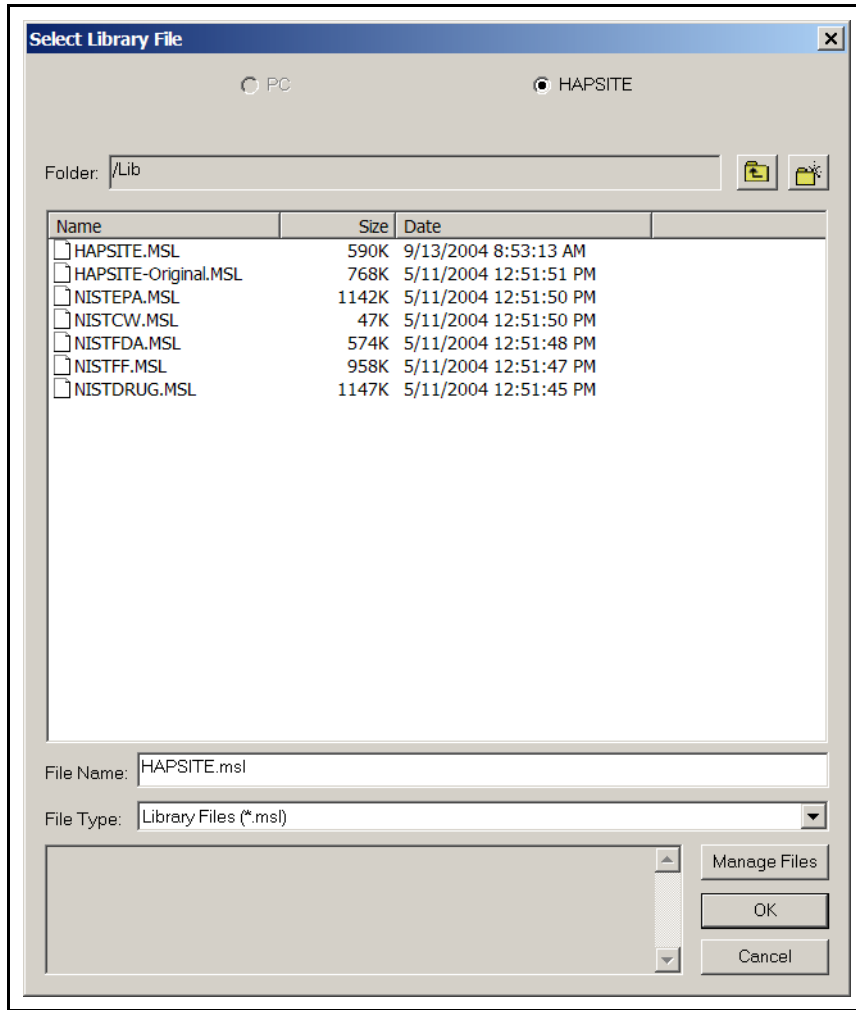 Select Library File
PC HAPSITE
Folder: /Lib
Name Size Date
HAPSITE.MSL 590K 9/13/2004 8:53:13 AM
HAPSITE-Original.MSL 768K 5/11/2004 12:51:51 PM
NISTEPA.MSL 1142K 5/11/2004 12:51:50 PM
NISTCW.MSL 47K 5/11/2004 12:51:50 PM
NISTFDA.MSL 574K 5/11/2004 12:51:48 PM
NISTFF.MSL 958K 5/11/2004 12:51:47 PM
NISTDRUG.MSL 1147K 5/11/2004 12:51:45 PM
File Name: HAPSITE.msl
File Type: Library Files (*.msl)
Manage Files
OK
Cancel